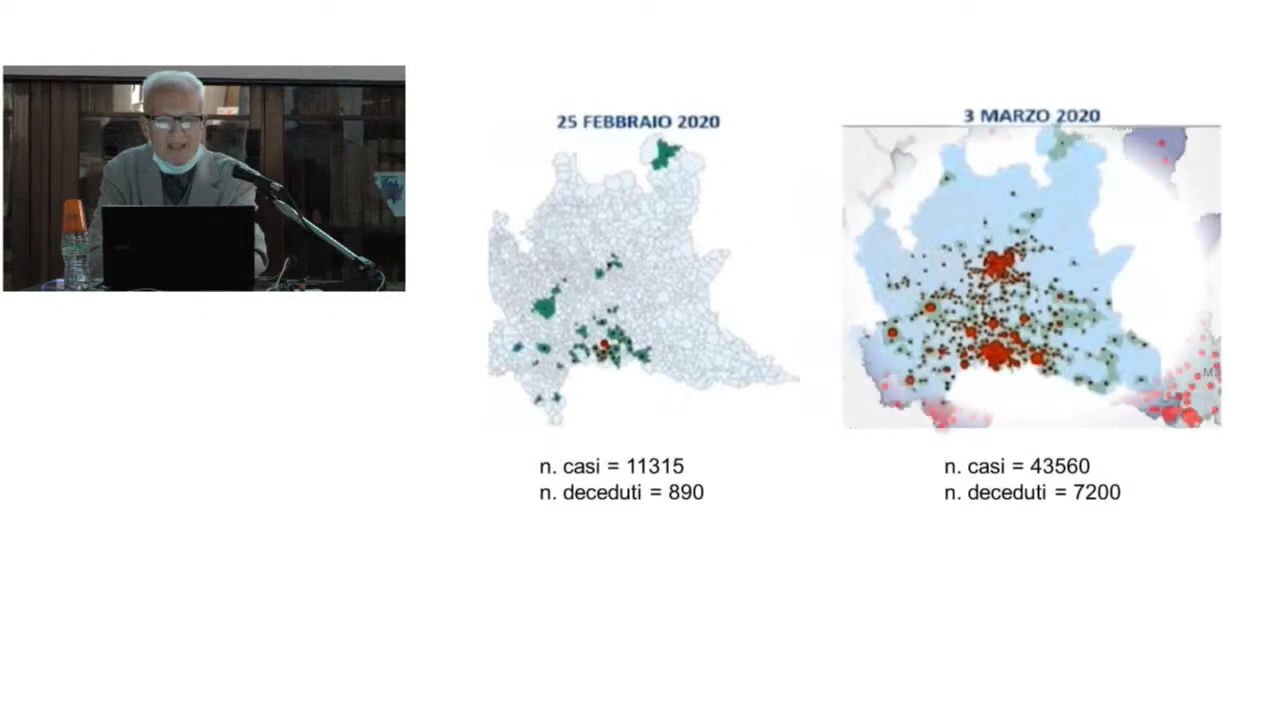 25 FEBBRAIO 2020
3 MARZO 2020
n. casi = 11315
n. deceduti = 890
n. casi = 43560
n. deceduti = 7200